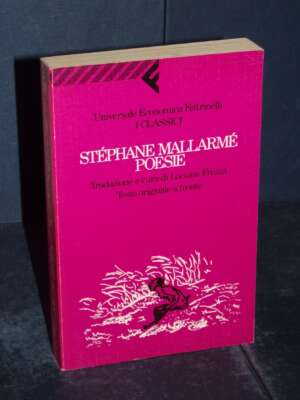 Universale Economica Feltrinelli
I CLASSICI
STÉPHANE MALLARMÉ
POESIE
Traduzione e cura di Luciana Frezza
Testo originale a fronte